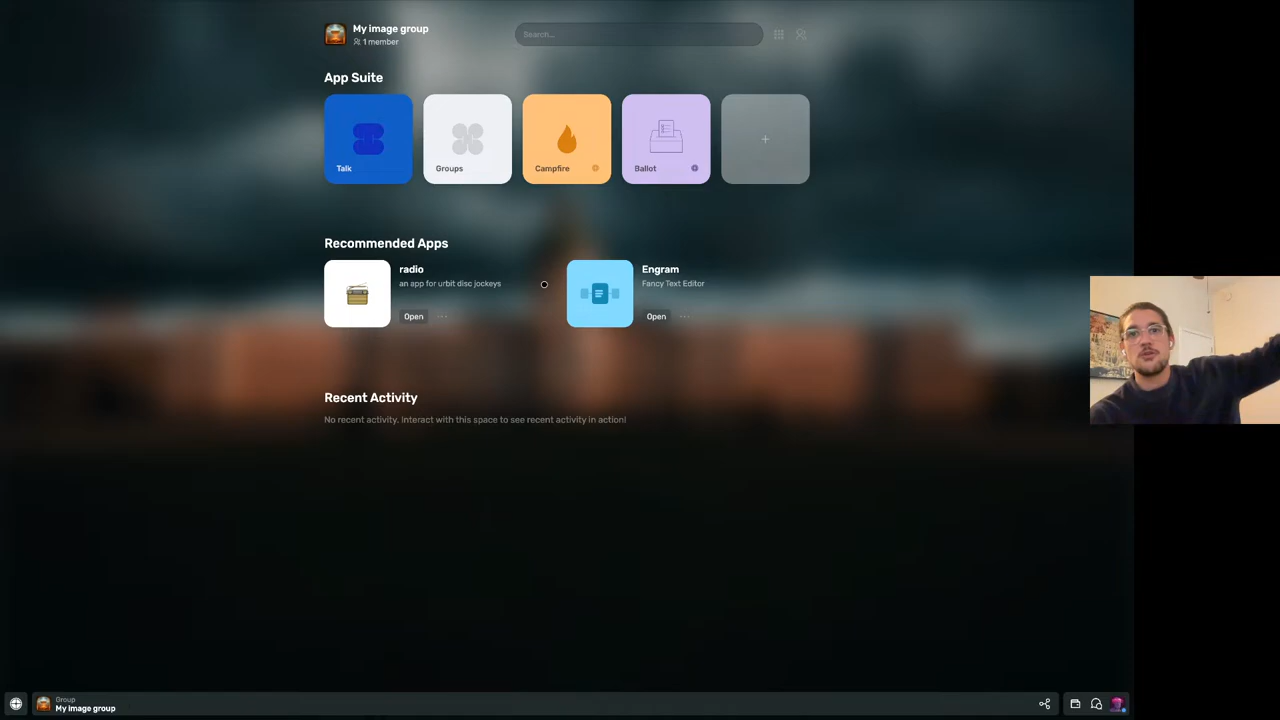 My image group
1 member
Search...
App Suite
Talk
Groups
Campfire
Ballot
Recommended Apps
radio
an app for urbit disc jockeys
Open
Engram
Fancy Text Editor
Open
Recent Activity
No recent activity. Interact with this space to see recent activity in action!
Group
My image group